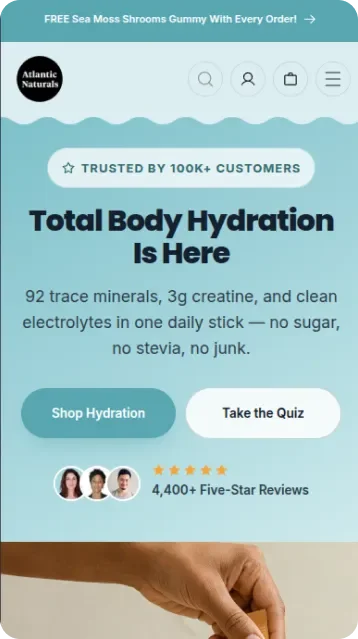 FREE Sea Moss Shrooms Gummy With Every Order! →
Atlantic
Naturals
TRUSTED BY 100K+ CUSTOMERS
Total Body Hydration
Is Here
92 trace minerals, 3g creatine, and clean
electrolytes in one daily stick — no sugar,
no stevia, no junk.
Shop Hydration
Take the Quiz
4,400+ Five-Star Reviews